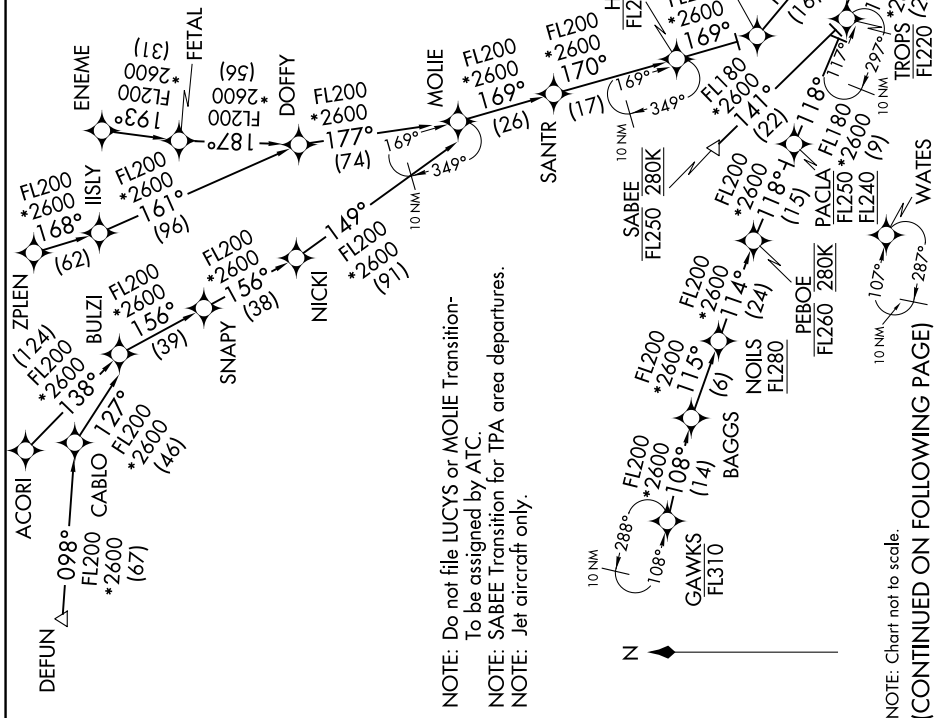 DEFUN
098°
FL200
*2600
(67)
ACORI
138°
FL200
*2600
(124)
CABLO
127°
FL200
*2600
(46)
BULZI
156°
FL200
*2600
(39)
SNAPY
156°
FL200
*2600
(38)
NICKI
149°
FL200
*2600
(91)
ZPLEN
168°
FL200
*2600
(62)
IISLY
161°
FL200
*2600
(96)
ENEME
193°
FL200
*2600
(31)
FETAL
187°
FL200
*2600
(56)
DOFFY
177°
FL200
*2600
(74)
MOLIE
169°
349°
10 NM
169°
FL200
*2600
(26)
SANTR
170°
FL200
*2600
(17)
169°
349°
10 NM
*2600
169°
SABEE
FL250 280K
141°
FL180
*2600
(22)
117°
297°
10 NM
TROPS
FL220
118°
FL180
*2600
(9)
PACLA
FL250
FL240
118°
FL200
*2600
(15)
PEBOE
FL260 280K
114°
FL200
*2600
(24)
NOILS
FL280
115°
FL200
*2600
(6)
BAGGS
108°
FL200
*2600
(14)
GAWKS
FL310
288°
108°
10 NM
WATES
107°
287°
10 NM
NOTE: Do not file LUCYS or MOLIE Transition-
To be assigned by ATC.
NOTE: SABEE Transition for TPA area departures.
NOTE: Jet aircraft only.
N
NOTE: Chart not to scale.
(CONTINUED ON FOLLOWING PAGE)